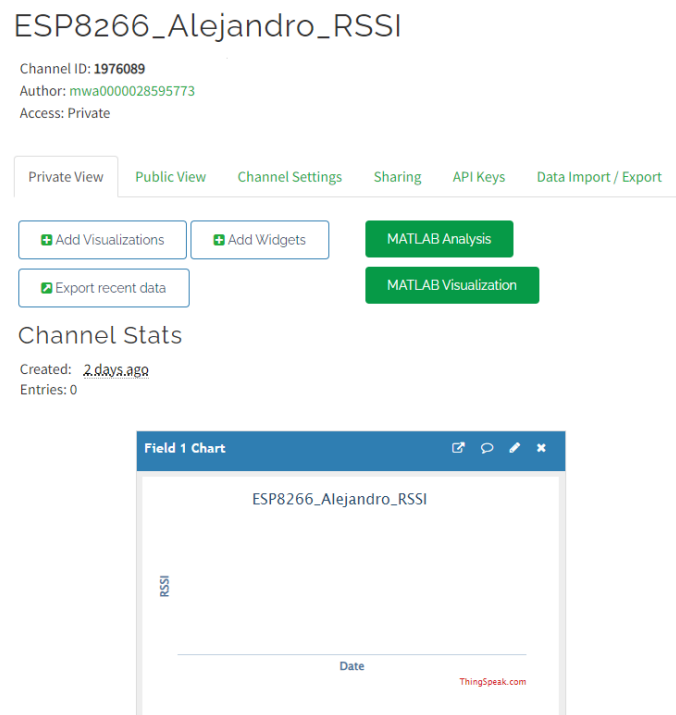 ESP8266_Alejandro_RSSI
Channel ID: 1976089
Author: mwa0000028595773
Access: Private
Private View Public View Channel Settings Sharing API Keys Data Import / Export
Add Visualizations Add Widgets MATLAB Analysis
Export recent data MATLAB Visualization
Channel Stats
Created: 2 days ago
Entries: 0
Field 1 Chart
ESP8266_Alejandro_RSSI
RSSI
Date
ThingSpeak.com